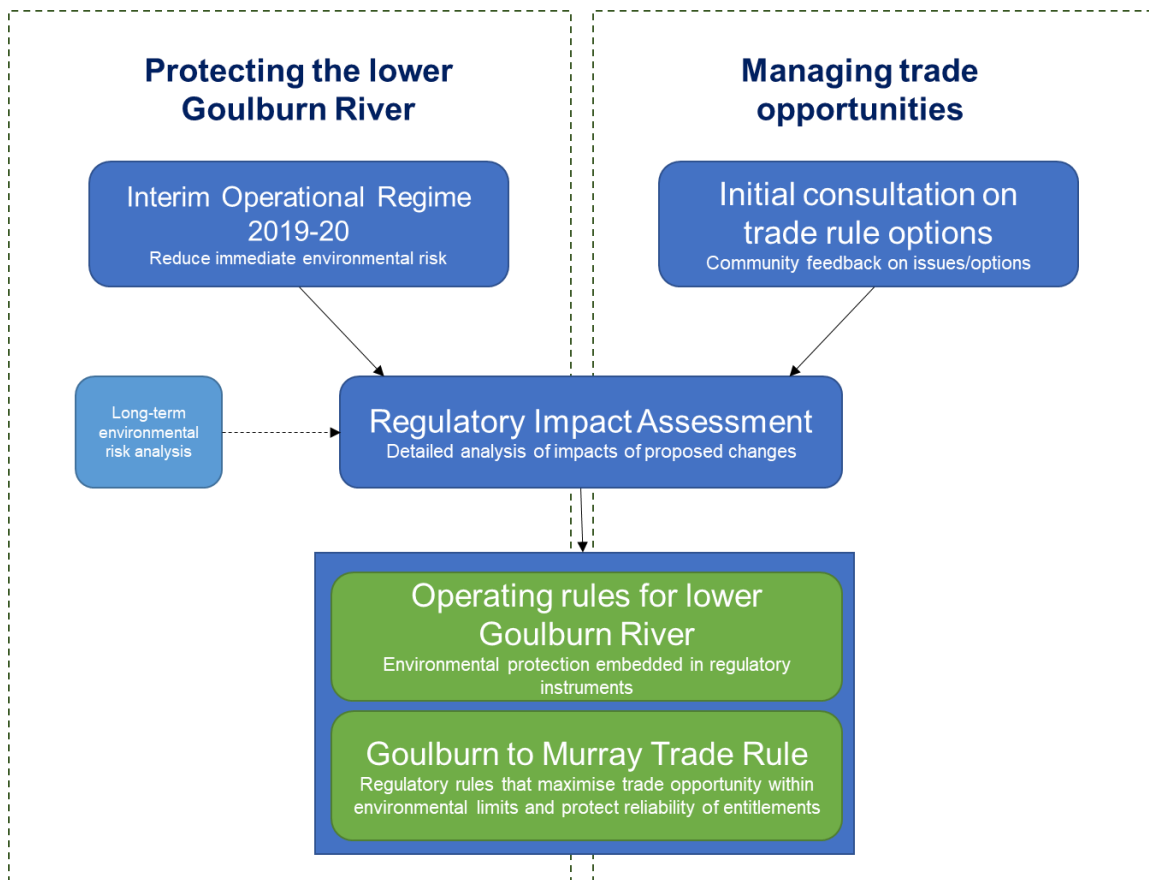 Protecting the lower
Goulburn River
Managing trade
opportunities
Interim Operational Regime
2019-20
Reduce immediate environmental risk
Initial consultation on
trade rule options
Community feedback on issues/options
Long-term
environmental
risk analysis
Regulatory Impact Assessment
Detailed analysis of impacts of proposed changes
Operating rules for lower
Goulburn River
Environmental protection embedded in regulatory
instruments
Goulburn to Murray Trade Rule
Regulatory rules that maximise trade opportunity within
environmental limits and protect reliability of entitlements